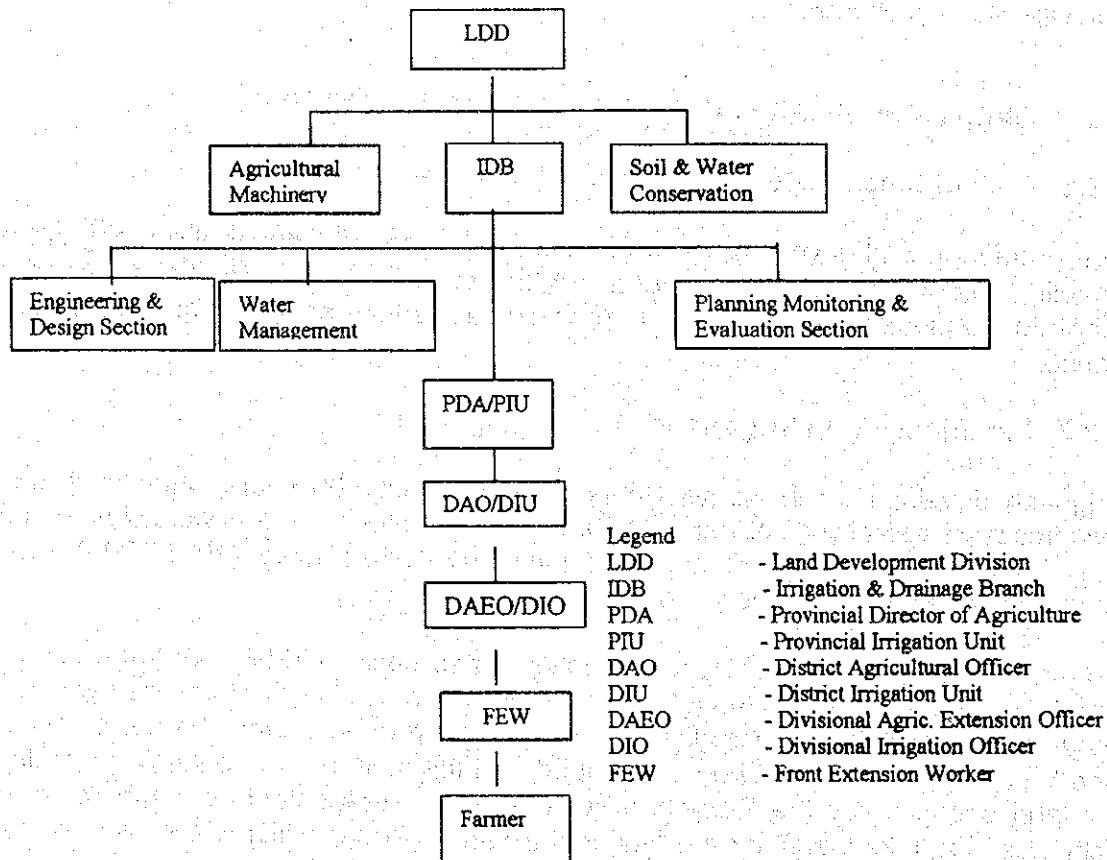 LDD
Agricultural
Machinery
IDB
Soil & Water
Conservation
Engineering &
Design Section
Water
Management
Planning Monitoring &
Evaluation Section
PDA/PIU
DAO/DIU
DAEO/DIO
FEW
Farmer
Legend
LDD - Land Development Division
IDB - Irrigation & Drainage Branch
PDA - Provincial Director of Agriculture
PIU - Provincial Irrigation Unit
DAO - District Agricultural Officer
DIU - District Irrigation Unit
DAEO - Divisional Agric. Extension Officer
DIO - Divisional Irrigation Officer
FEW - Front Extension Worker